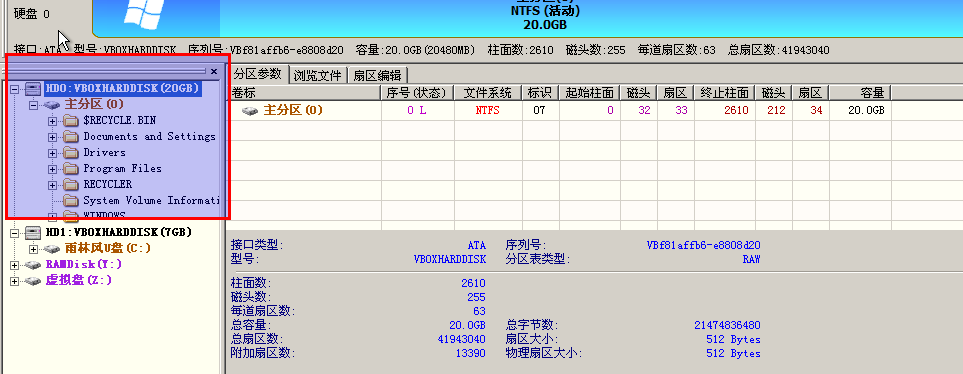 硬盘 0
NTFS (活动)
20.0GB
接口:ATA 型号:VBOXHARDDISK 序列号:VBf81affb6-e8808d20 容量:20.0GB(20480MB) 柱面数:2610 磁头数:255 每道扇区数:63 总扇区数:41943040
分区参数 浏览文件 扇区编辑
HD0:VBOXHARDDISK(20GB)
主分区(0)
$RECYCLE.BIN
Documents and Settings
Drivers
Program Files
RECYCLER
System Volume Informati
WINDOWS
HD1:VBOXHARDDISK(7GB)
雨林风U盘(C:)
RAMDisk(Y:)
虚拟盘(Z:)
卷标 序号(状态) 文件系统 标识 起始柱面 磁头 扇区 终止柱面 磁头 扇区 容量
主分区(0) 0 L NTFS 07 0 32 33 2610 212 34 20.0GB
接口类型: ATA 序列号: VBf81affb6-e8808d20
型号: VBOXHARDDISK 分区表类型: RAW
柱面数: 2610
磁头数: 255
每道扇区数: 63
总容量: 20.0GB 总字节数: 21474836480
总扇区数: 41943040 扇区大小: 512 Bytes
附加扇区数: 13390 物理扇区大小: 512 Bytes